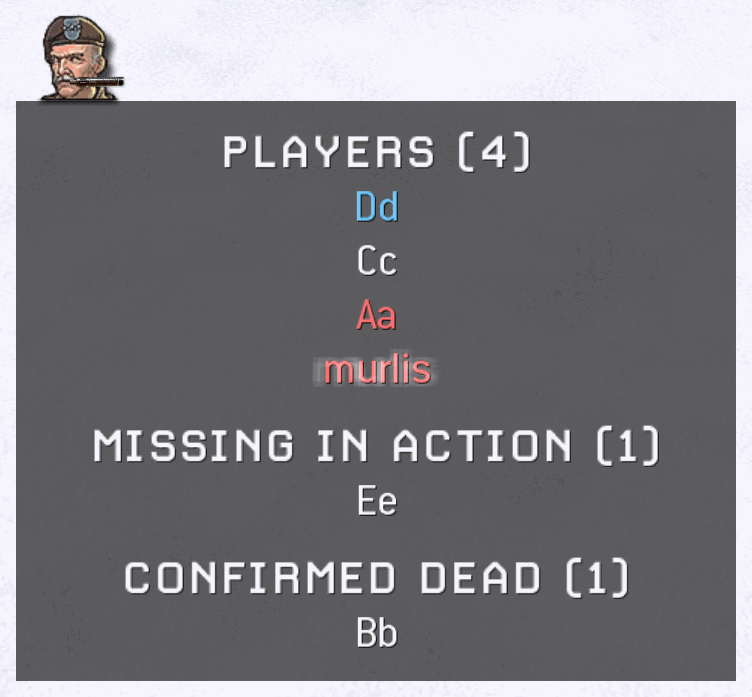 PLAYERS (4)
Dd
Cc
Aa
murlis
MISSING IN ACTION (1)
Ee
CONFIRMED DEAD (1)
Bb